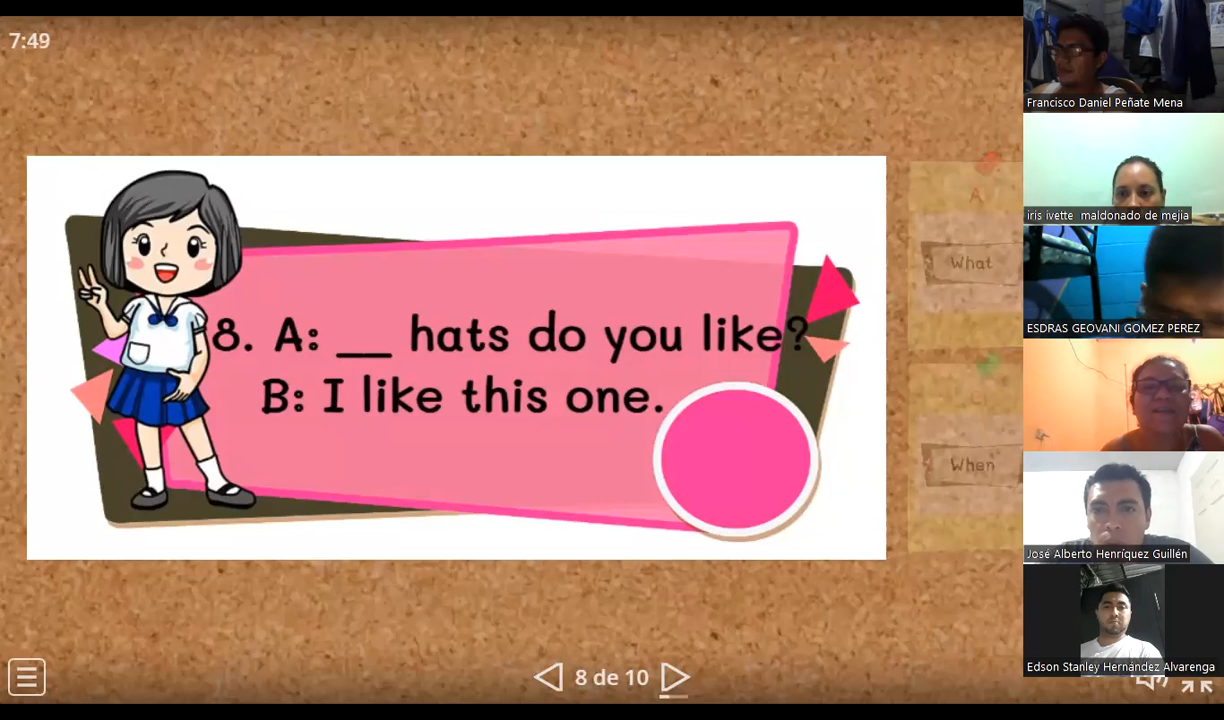 7:49
8. A: __ hats do you like?
B: I like this one.
A
What
When
8 de 10
Francisco Daniel Peñate Mena
iris ivette maldonado de mejia
ESDRAS GEOVANI GOMEZ PEREZ
José Alberto Henríquez Guillén
Edson Stanley Hernández Alvarenga